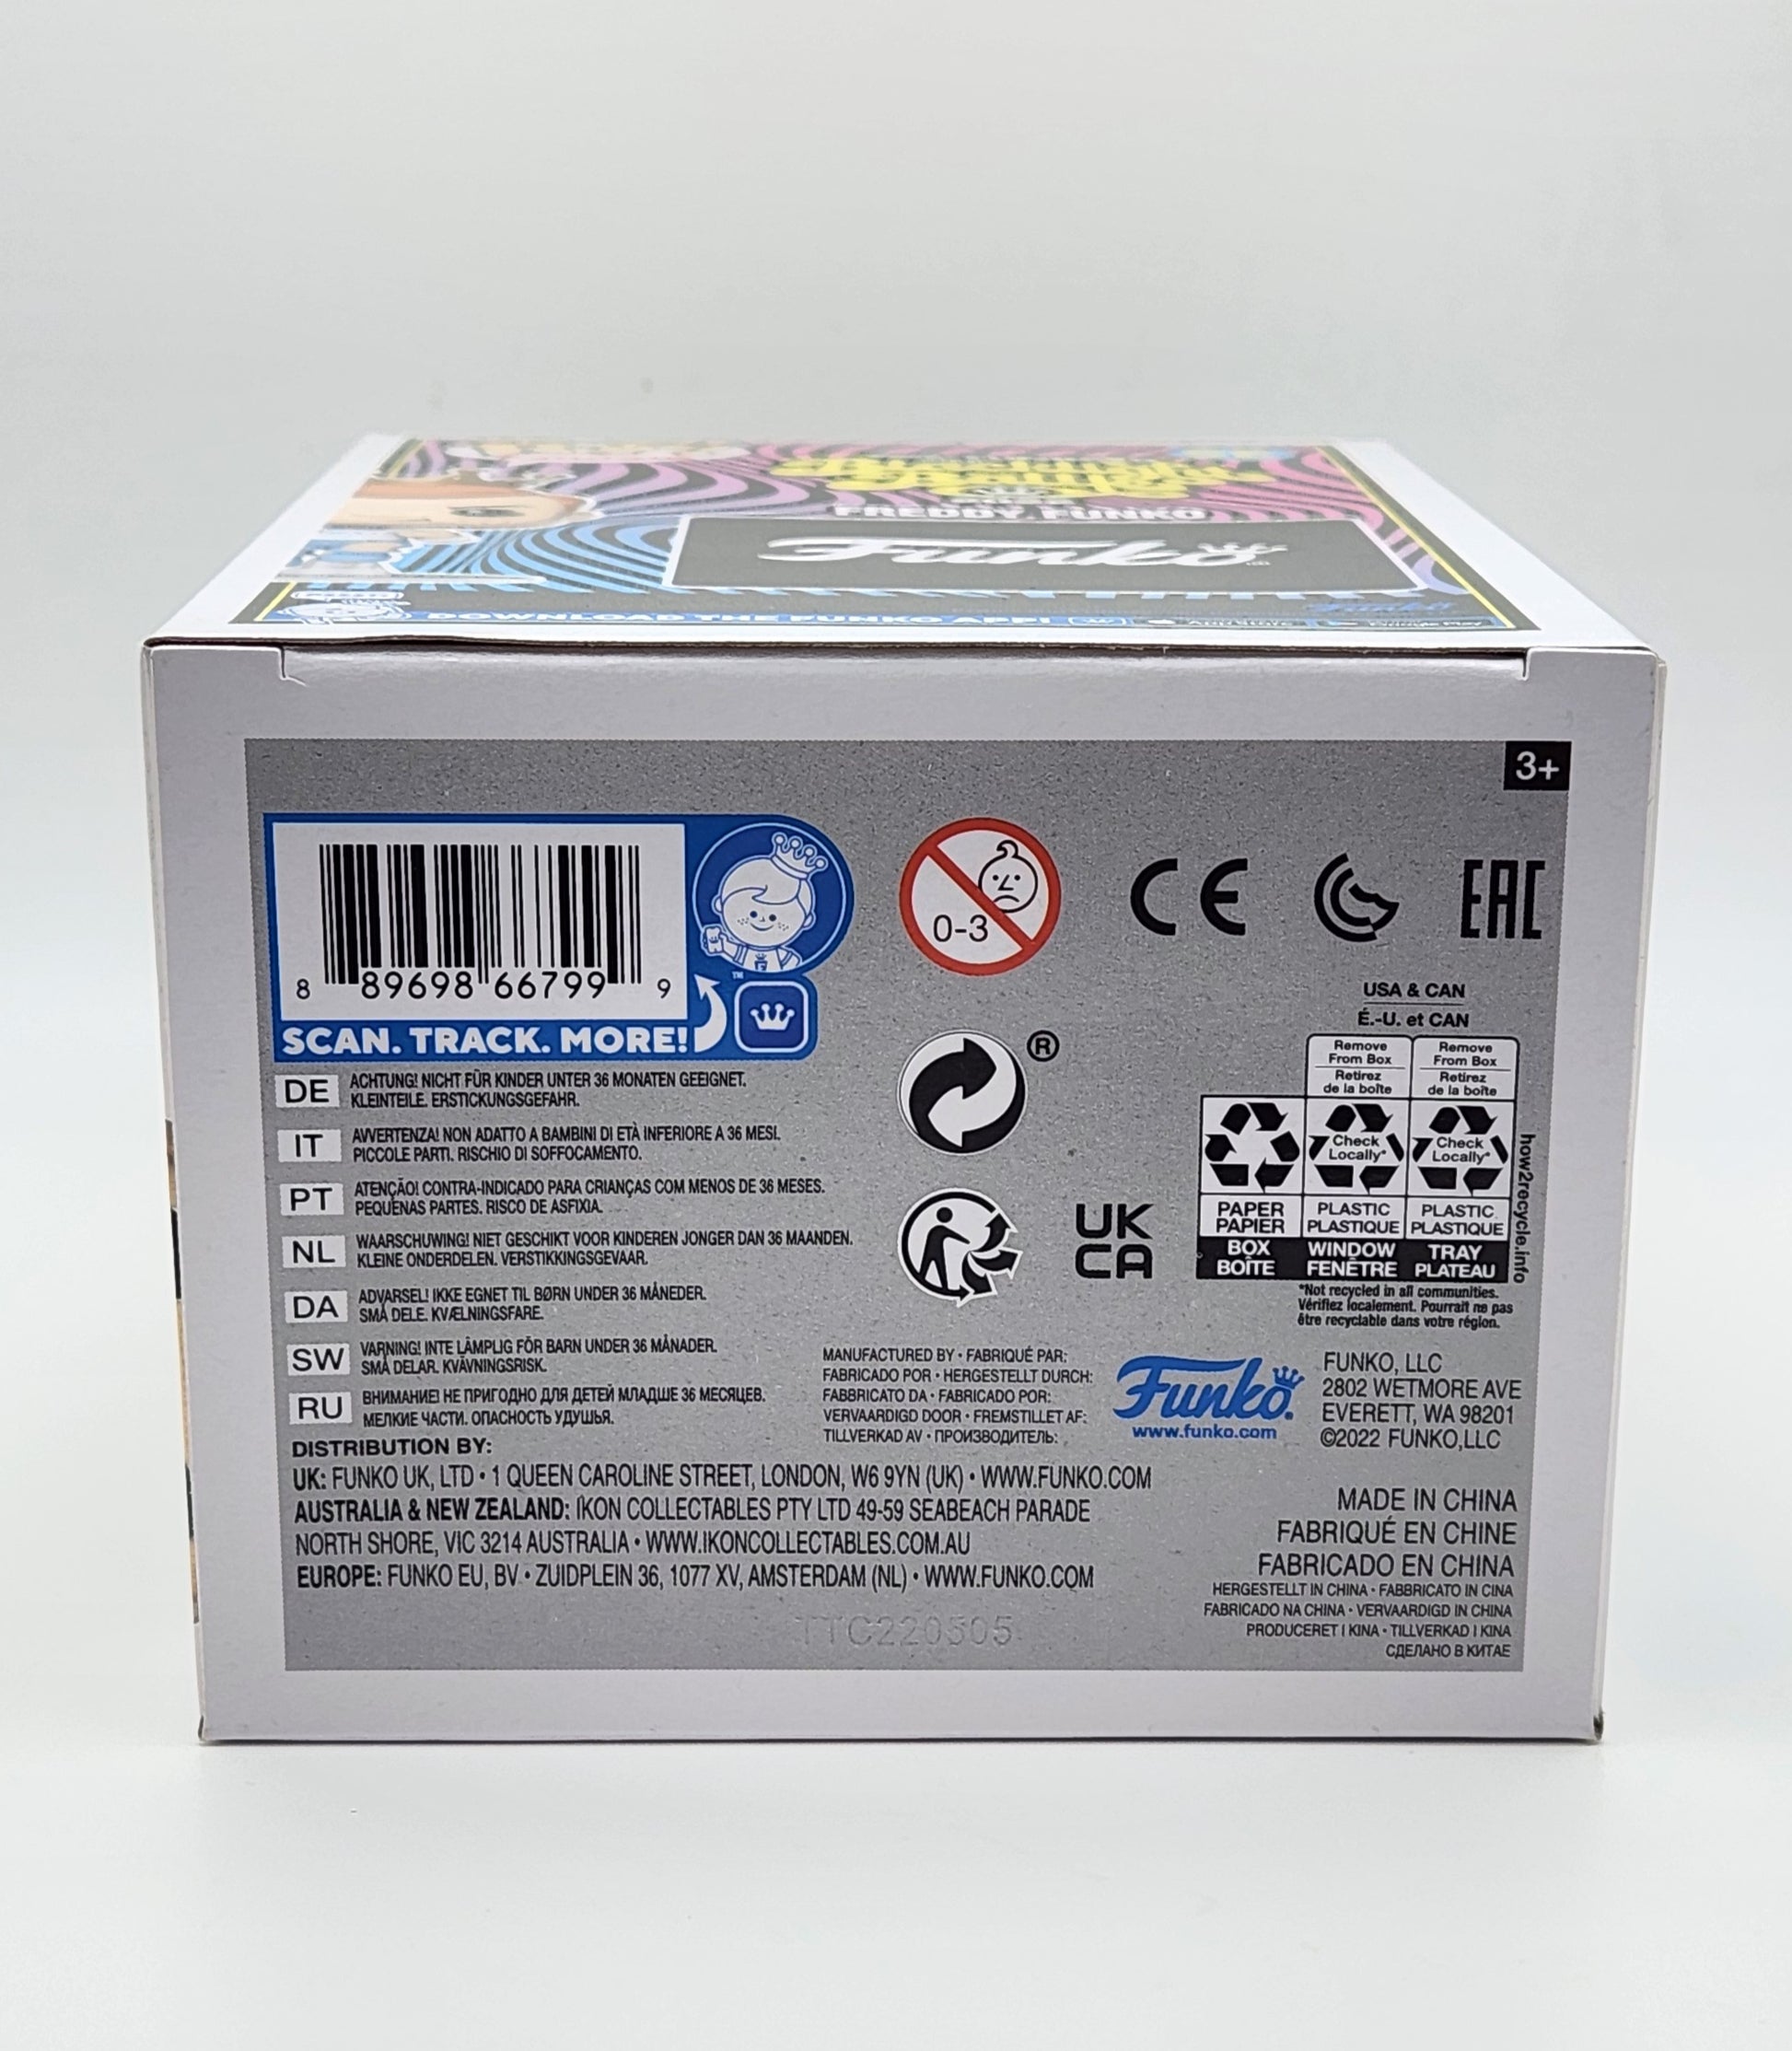 FREDDY FUNKO
Funko
DOWNLOAD THE FUNKO APP!
3+
8 89698 66799 9
™
SCAN. TRACK. MORE!
0-3
CE
EAC
DE
ACHTUNG! NICHT FÜR KINDER UNTER 36 MONATEN GEEIGNET.
KLEINTEILE. ERSTICKUNGSGEFAHR.
IT
AVVERTENZA! NON ADATTO A BAMBINI DI ETÀ INFERIORE A 36 MESI.
PICCOLE PARTI. RISCHIO DI SOFFOCAMENTO.
PT
ATENÇÃO! CONTRA-INDICADO PARA CRIANÇAS COM MENOS DE 36 MESES.
PEQUENAS PARTES. RISCO DE ASFIXIA.
NL
WAARSCHUWING! NIET GESCHIKT VOOR KINDEREN JONGER DAN 36 MAANDEN.
KLEINE ONDERDELEN. VERSTIKKINGSGEVAAR.
DA
ADVARSEL! IKKE EGNET TIL BØRN UNDER 36 MÅNEDER.
SMÅ DELE. KVÆLNINGSFARE.
SW
VARNING! INTE LÄMPLIG FÖR BARN UNDER 36 MÅNADER.
SMÅ DELAR. KVÄVNINGSRISK.
RU
ВНИМАНИЕ! НЕ ПРИГОДНО ДЛЯ ДЕТЕЙ МЛАДШЕ 36 МЕСЯЦЕВ.
МЕЛКИЕ ЧАСТИ. ОПАСНОСТЬ УДУШЬЯ.
®
UK
CA
USA & CAN
É.-U. et CAN
Remove
From Box
Retirez
de la boîte
Remove
From Box
Retirez
de la boîte
Check
Locally*
Check
Locally*
PAPER
PAPIER
PLASTIC
PLASTIQUE
PLASTIC
PLASTIQUE
BOX
BOÎTE
WINDOW
FENÊTRE
TRAY
PLATEAU
how2recycle.info
*Not recycled in all communities.
Vérifiez localement. Pourrait ne pas
être recyclable dans votre région.
MANUFACTURED BY • FABRIQUÉ PAR:
FABRICADO POR • HERGESTELLT DURCH:
FABBRICATO DA • FABRICADO POR:
VERVAARDIGD DOOR • FREMSTILLET AF:
TILLVERKAD AV • ПРОИЗВОДИТЕЛЬ:
Funko
www.funko.com
FUNKO, LLC
2802 WETMORE AVE
EVERETT, WA 98201
©2022 FUNKO,LLC
DISTRIBUTION BY:
UK: FUNKO UK, LTD • 1 QUEEN CAROLINE STREET, LONDON, W6 9YN (UK) • WWW.FUNKO.COM
AUSTRALIA & NEW ZEALAND: IKON COLLECTABLES PTY LTD 49-59 SEABEACH PARADE
NORTH SHORE, VIC 3214 AUSTRALIA • WWW.IKONCOLLECTABLES.COM.AU
EUROPE: FUNKO EU, BV. • ZUIDPLEIN 36, 1077 XV, AMSTERDAM (NL) • WWW.FUNKO.COM
MADE IN CHINA
FABRIQUÉ EN CHINE
FABRICADO EN CHINA
HERGESTELLT IN CHINA • FABBRICATO IN CINA
FABRICADO NA CHINA • VERVAARDIGD IN CHINA
PRODUCERET I KINA • TILLVERKAD I KINA
СДЕЛАНО В КИТАЕ
TTC220505